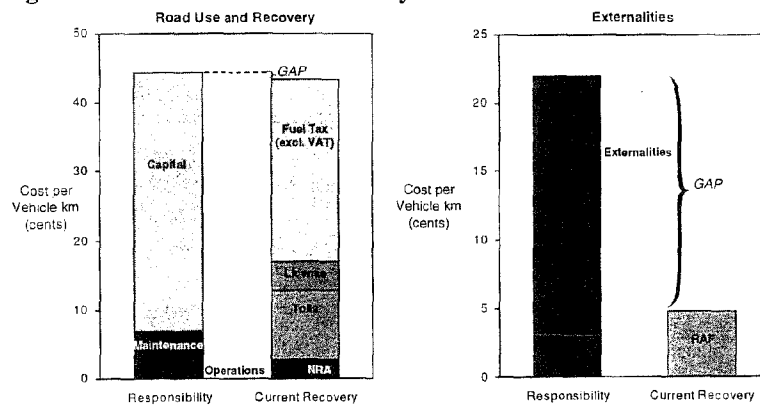 Road Use and Recovery
50
40
30
20
10
0
Cost per
Vehicle km
(cents)
GAP
Capital
Fuel Tax
(excl. VAT)
License
Tolls
Maintenance
Operations
NRA
Responsibility
Current Recovery
Externalities
25
20
15
10
5
0
Cost per
Vehicle km
(cents)
Externalities
GAP
RAF
Responsibility
Current Recovery